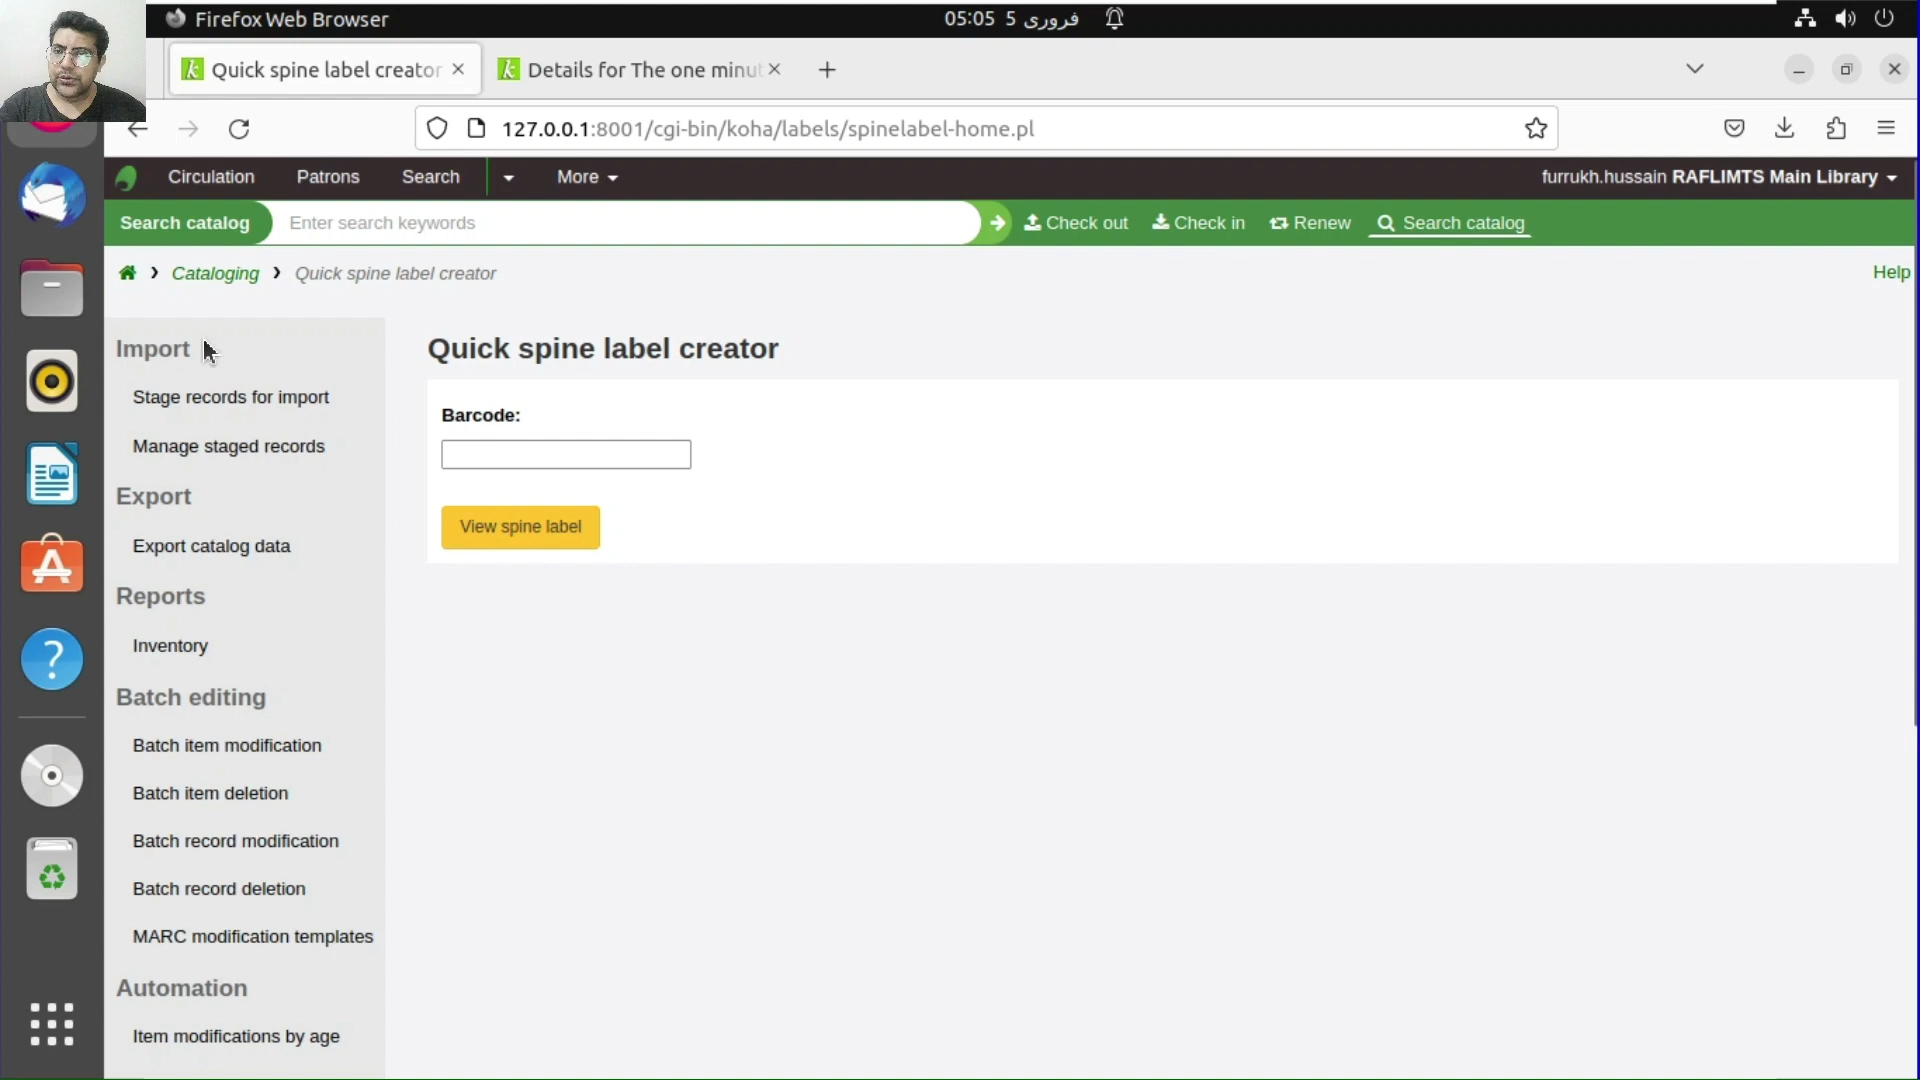 Firefox Web Browser
05:05 فروری 5
Quick spine label creator
Details for The one minut
127.0.0.1:8001/cgi-bin/koha/labels/spinelabel-home.pl
Circulation Patrons Search More furrukh.hussain RAFLIMTS Main Library
Search catalog Enter search keywords Check out Check in Renew Search catalog
Cataloging Quick spine label creator Help
Import
Stage records for import
Manage staged records
Export
Export catalog data
Reports
Inventory
Batch editing
Batch item modification
Batch item deletion
Batch record modification
Batch record deletion
MARC modification templates
Automation
Item modifications by age
Quick spine label creator
Barcode:
View spine label